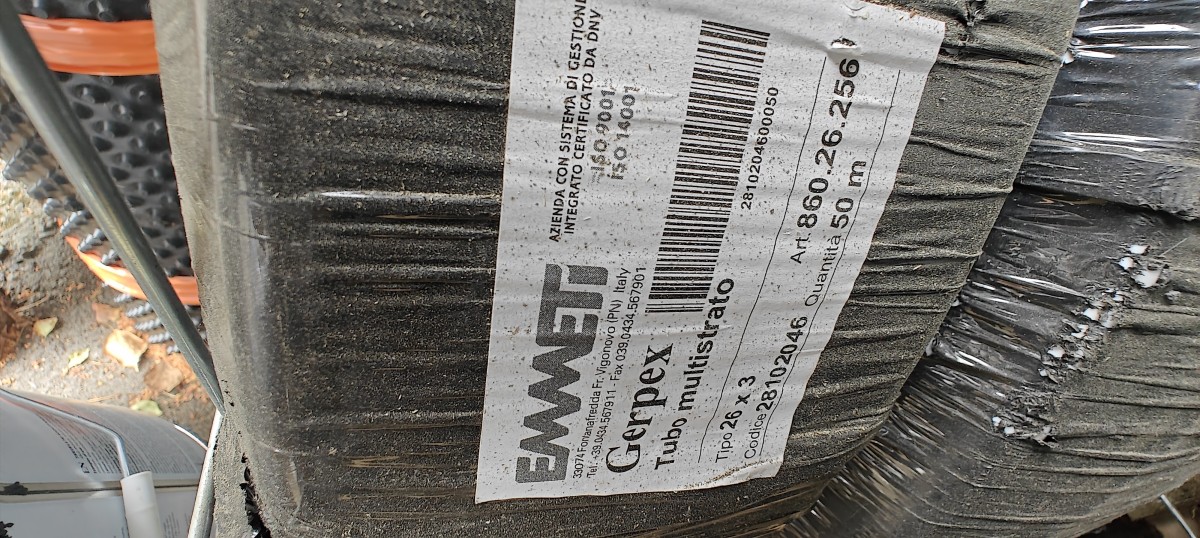 EMMETI
33074 Fontanafredda Fr. Vigonovo (PN) Italy
Tel. +39.0434.567911 - Fax 039.0434.567901
AZIENDA CON SISTEMA DI GESTIONE
INTEGRATO CERTIFICATO DA DNV
ISO 9001
ISO 14001
Gerpex
Tubo multistrato
2810204600050
Tipo 26 x 3
Art. 860.26.256
Codice 28102046 Quantità 50 m